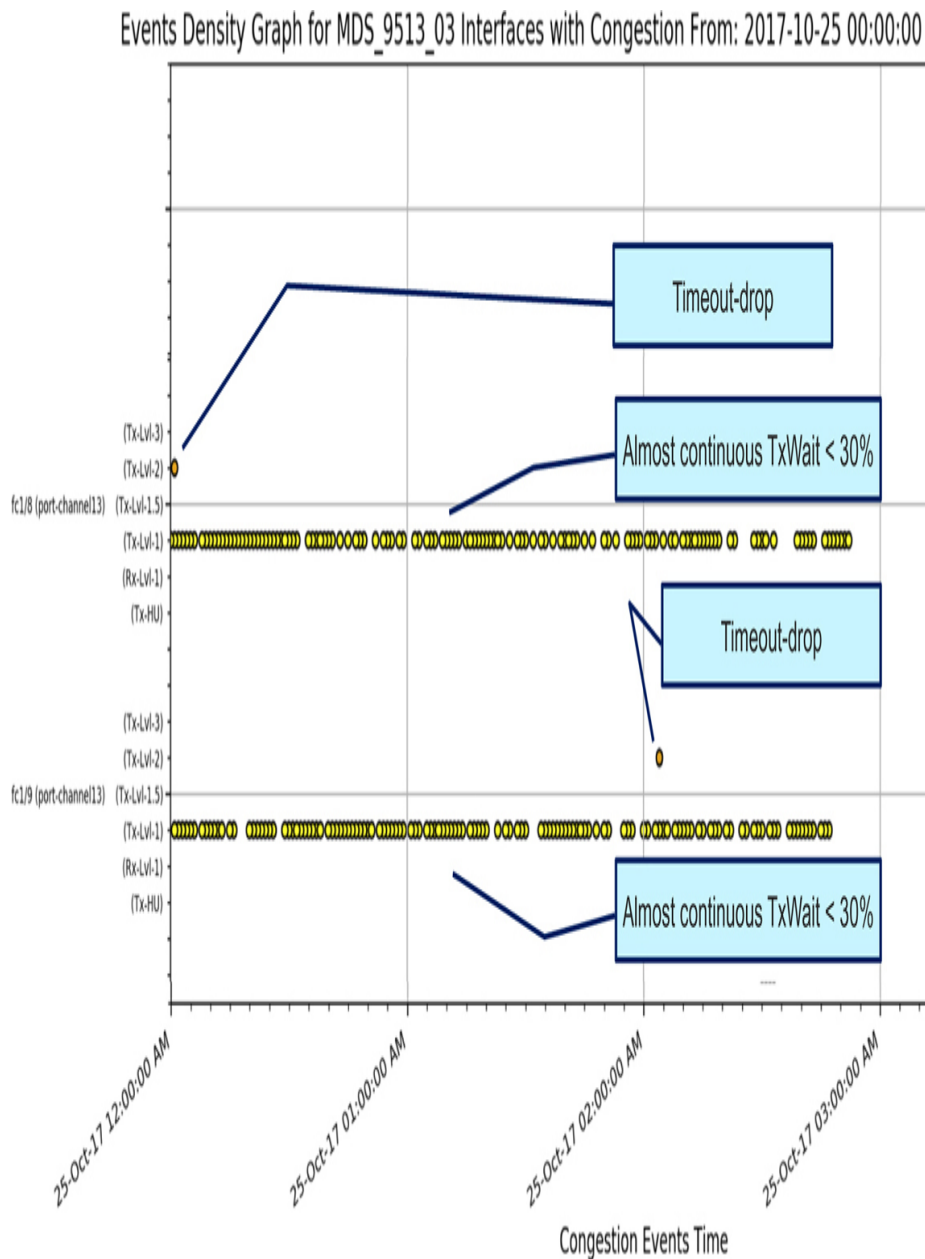 Events Density Graph for MDS_9513_03 Interfaces with Congestion From: 2017-10-25 00:00:00
Timeout-drop
(Tx-Lvl-3)
Almost continuous TxWait < 30%
(Tx-Lvl-2)
fc1/8 (port-channel13) (Tx-Lvl-1.5)
(Tx-Lvl-1)
(Rx-Lvl-1)
(Tx-HU)
Timeout-drop
(Tx-Lvl-3)
(Tx-Lvl-2)
fc1/9 (port-channel13) (Tx-Lvl-1.5)
(Tx-Lvl-1)
(Rx-Lvl-1)
(Tx-HU)
Almost continuous TxWait < 30%
25-Oct-17 12:00:00 AM
25-Oct-17 01:00:00 AM
25-Oct-17 02:00:00 AM
25-Oct-17 03:00:00 AM
Congestion Events Time